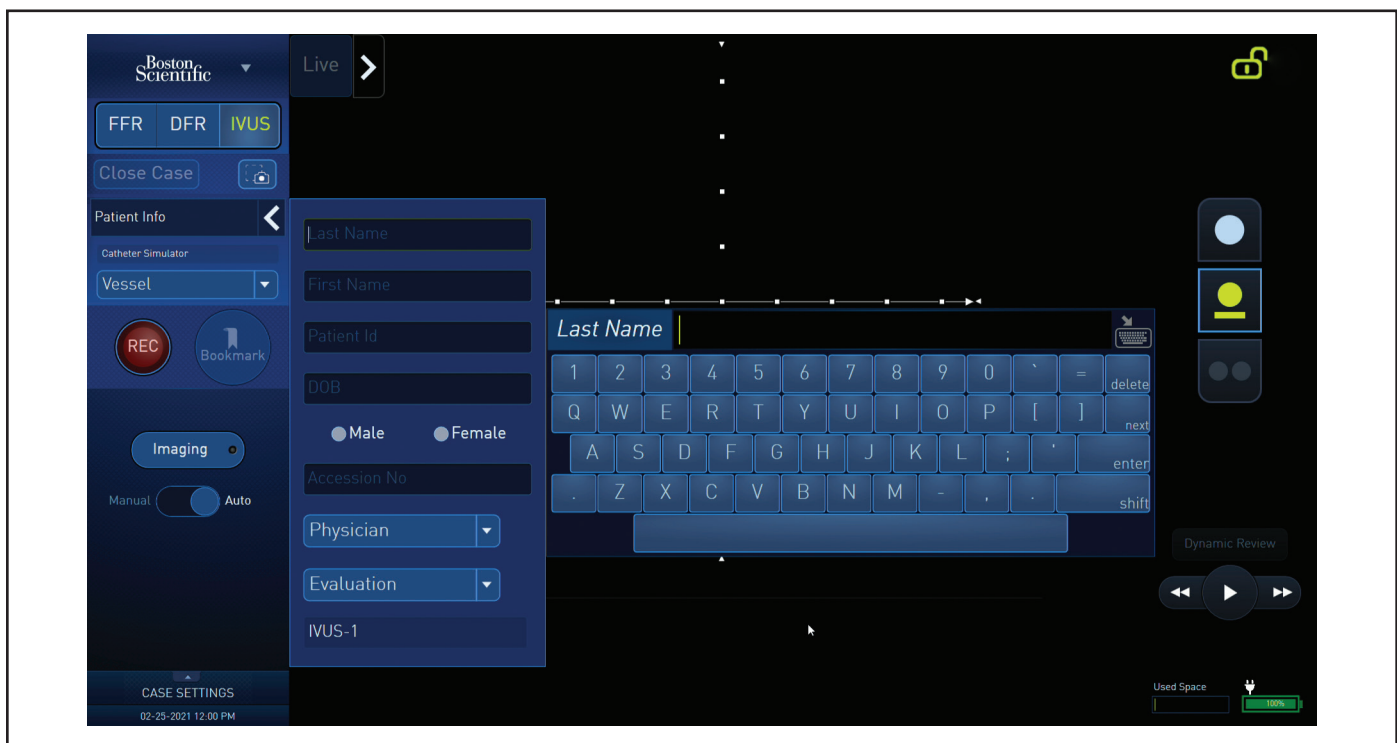 Boston
Scientific
Live
FFR DFR IVUS
Close Case
Patient Info
Catheter Simulator
Vessel
REC
Bookmark
Imaging
Manual Auto
CASE SETTINGS
02-25-2021 12:00 PM
Last Name
First Name
Patient Id
DOB
Male Female
Accession No
Physician
Evaluation
IVUS-1
Last Name
1 2 3 4 5 6 7 8 9 0 ` = delete
Q W E R T Y U I O P [ ] next
A S D F G H J K L ; ' enter
. Z X C V B N M - , . shift
Dynamic Review
Used Space
100%